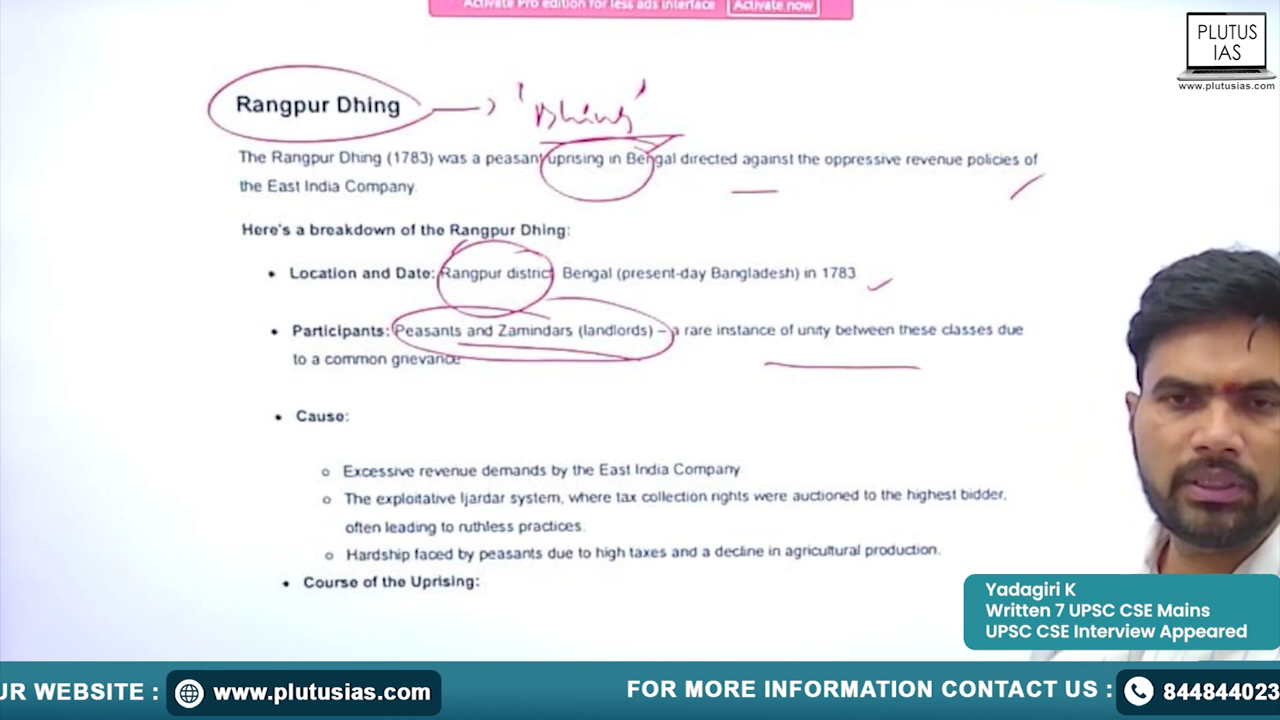 Activate Pro edition for less ads interface Activate now
PLUTUS
IAS
www.plutusias.com
Rangpur Dhing → 'Dhing'
The Rangpur Dhing (1783) was a peasant uprising in Bengal directed against the oppressive revenue policies of
the East India Company.
Here's a breakdown of the Rangpur Dhing:
• Location and Date: Rangpur district, Bengal (present-day Bangladesh) in 1783
• Participants: Peasants and Zamindars (landlords) – a rare instance of unity between these classes due
to a common grievance
• Cause:
o Excessive revenue demands by the East India Company
o The exploitative Ijardar system, where tax collection rights were auctioned to the highest bidder,
often leading to ruthless practices.
o Hardship faced by peasants due to high taxes and a decline in agricultural production.
• Course of the Uprising:
Yadagiri K
Written 7 UPSC CSE Mains
UPSC CSE Interview Appeared
UR WEBSITE : www.plutusias.com FOR MORE INFORMATION CONTACT US : 844844023